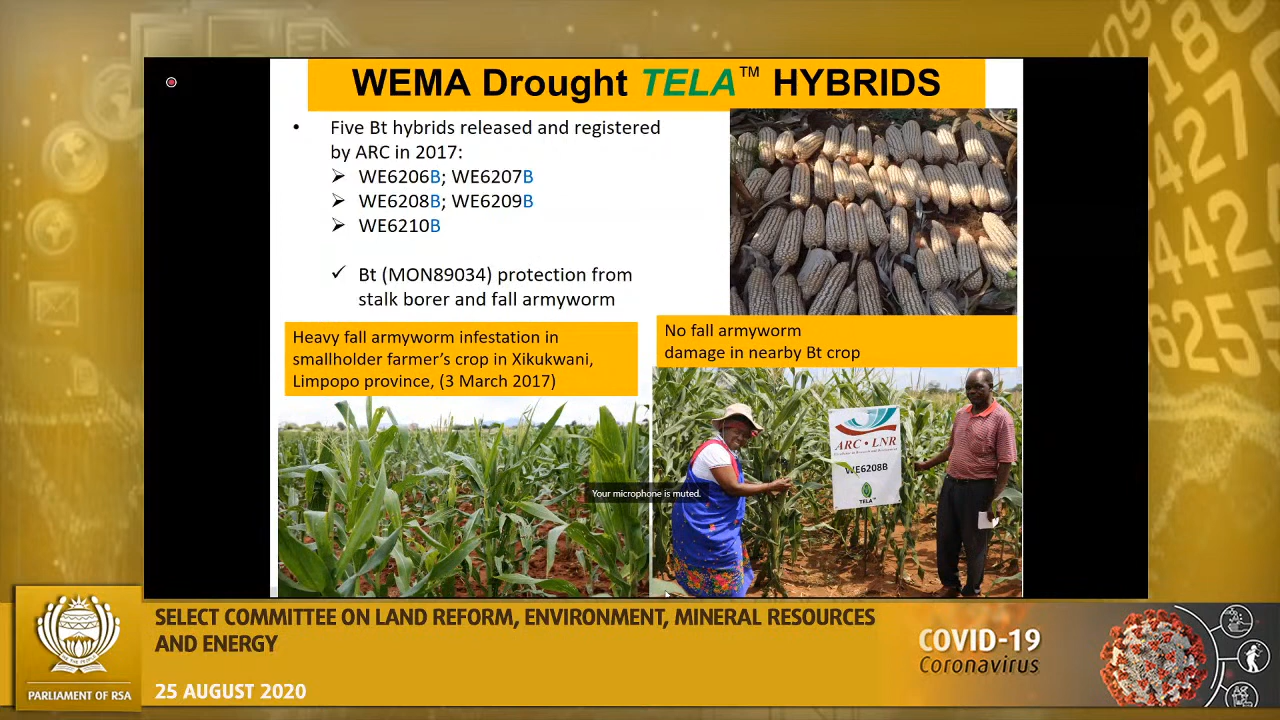 WEMA Drought TELA™ HYBRIDS
• Five Bt hybrids released and registered
by ARC in 2017:
➢ WE6206B; WE6207B
➢ WE6208B; WE6209B
➢ WE6210B
✓ Bt (MON89034) protection from
stalk borer and fall armyworm
Heavy fall armyworm infestation in
smallholder farmer's crop in Xikukwani,
Limpopo province, (3 March 2017)
No fall armyworm
damage in nearby Bt crop
ARC • LNR
WE6208B
TELA™
Your microphone is muted.
PARLIAMENT OF RSA
SELECT COMMITTEE ON LAND REFORM, ENVIRONMENT, MINERAL RESOURCES
AND ENERGY
25 AUGUST 2020
COVID-19
Coronavirus